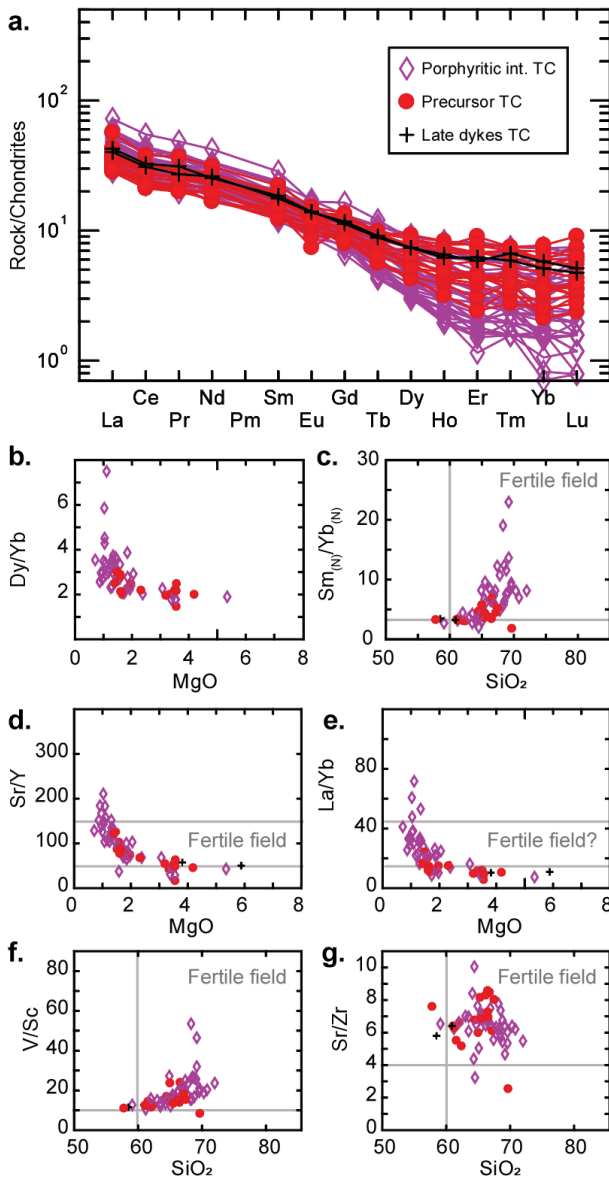 a.
Rock/Chondrites
10²
10¹
10⁰
Porphyritic int. TC
Precursor TC
Late dykes TC
Ce Nd Sm Gd Dy Er Yb
La Pr Pm Eu Tb Ho Tm Lu
b.
Dy/Yb
8
6
4
2
0 2 4 6
MgO
c.
Sm(N)/Yb(N)
Fertile field
30
20
10
0
50 60 70 80
SiO₂
d.
Sr/Y
300
200
100
0
Fertile field
0 2 4 6 8
MgO
e.
La/Yb
80
60
40
20
0
Fertile field?
0 2 4 6 8
MgO
f.
V/Sc
Fertile field
80
60
40
20
0
50 60 70 80
SiO₂
g.
Sr/Zr
Fertile field
10
8
6
4
2
0
50 60 70 80
SiO₂